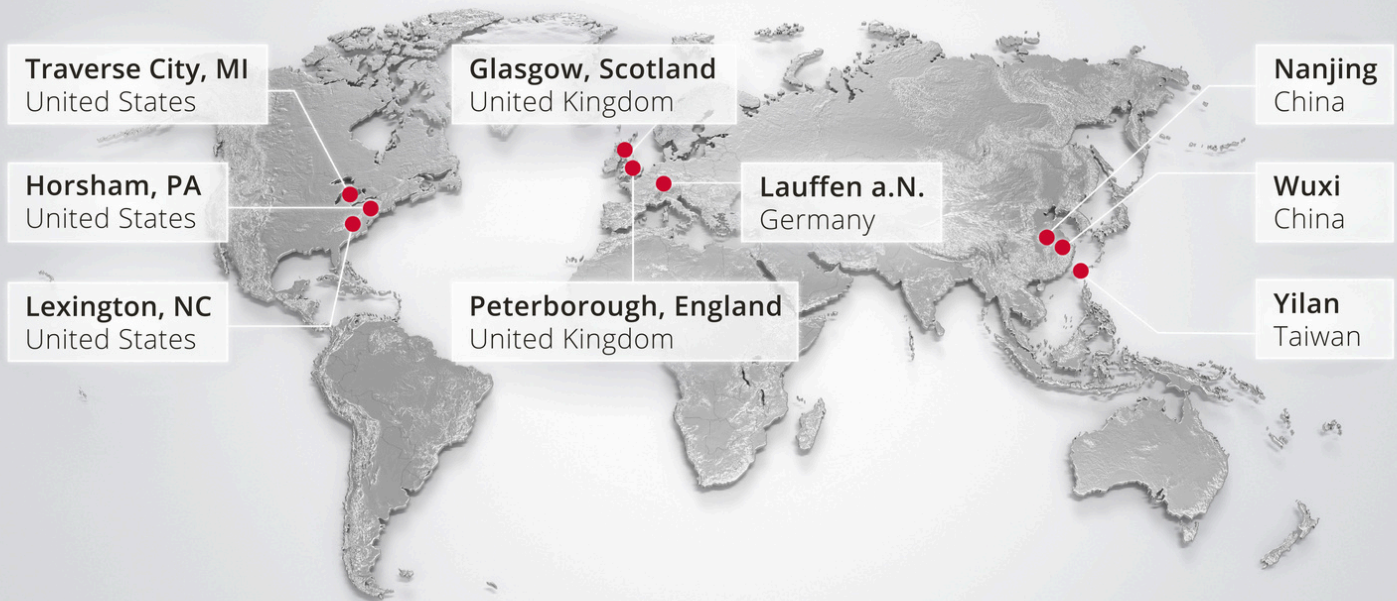 Traverse City, MI
United States
Horsham, PA
United States
Lexington, NC
United States
Glasgow, Scotland
United Kingdom
Peterborough, England
United Kingdom
Lauffen a.N.
Germany
Nanjing
China
Wuxi
China
Yilan
Taiwan